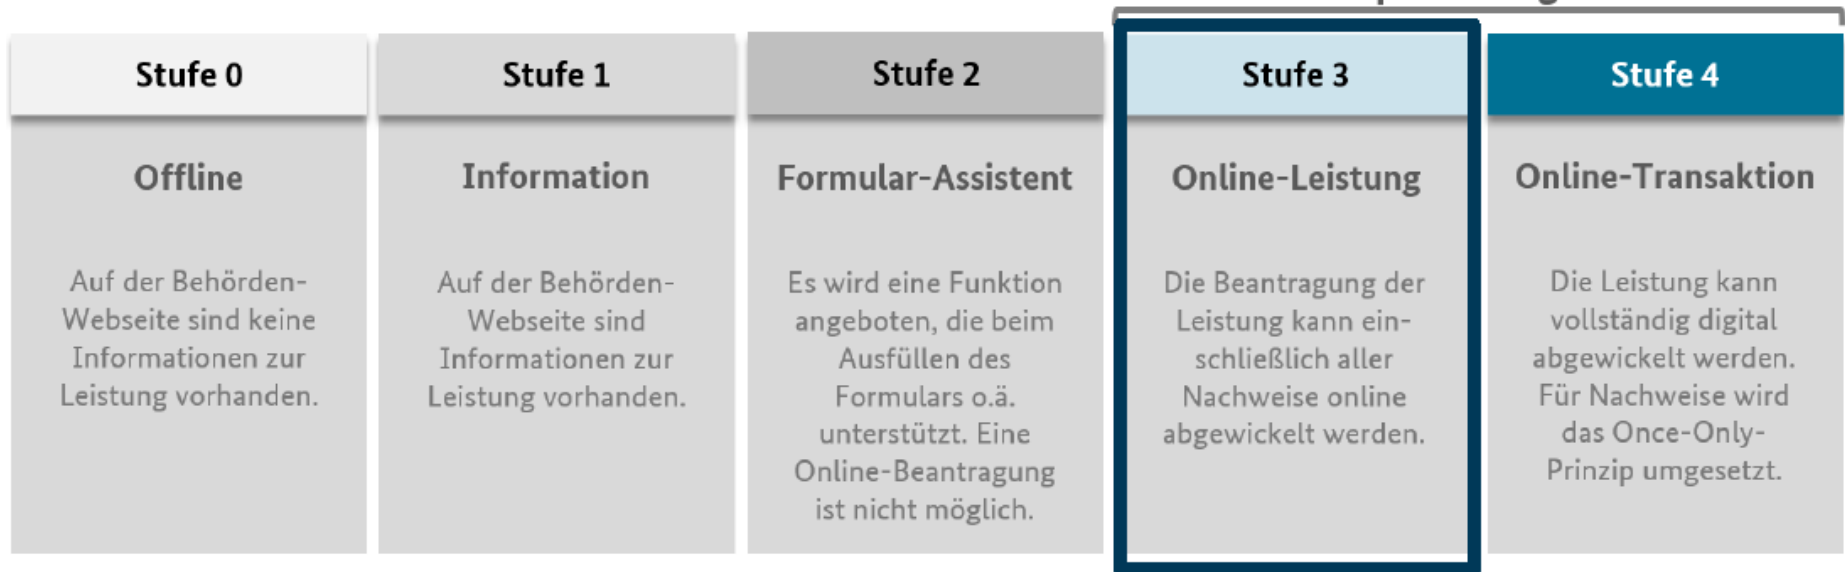 Stufe 0
Offline
Auf der Behörden-
Webseite sind keine
Informationen zur
Leistung vorhanden.
Stufe 1
Information
Auf der Behörden-
Webseite sind
Informationen zur
Leistung vorhanden.
Stufe 2
Formular-Assistent
Es wird eine Funktion
angeboten, die beim
Ausfüllen des
Formulars o.ä.
unterstützt. Eine
Online-Beantragung
ist nicht möglich.
Stufe 3
Online-Leistung
Die Beantragung der
Leistung kann ein-
schließlich aller
Nachweise online
abgewickelt werden.
Stufe 4
Online-Transaktion
Die Leistung kann
vollständig digital
abgewickelt werden.
Für Nachweise wird
das Once-Only-
Prinzip umgesetzt.